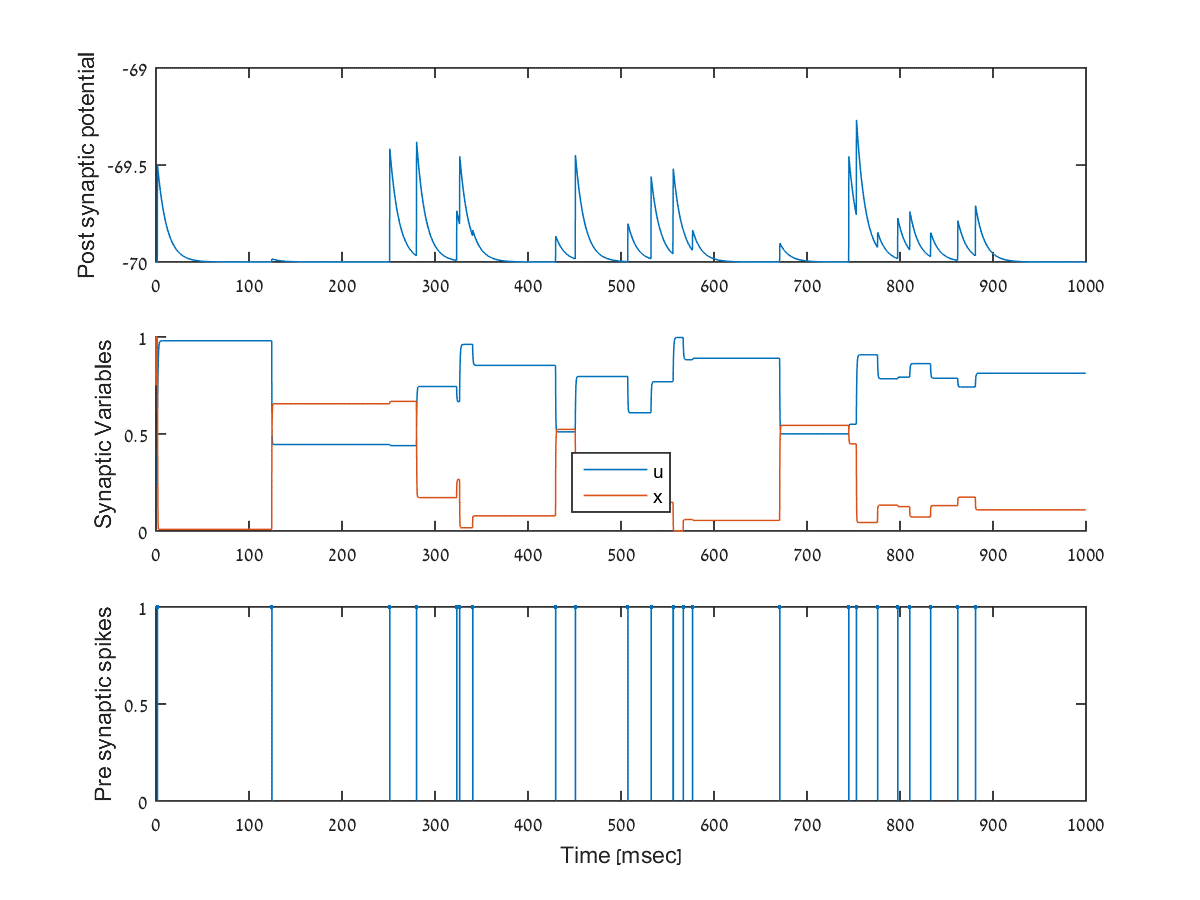 Post synaptic potential
-69
-69.5
-70
0 100 200 300 400 500 600 700 800 900 1000
Synaptic Variables
1
0.5
0
u
x
0 100 200 300 400 500 600 700 800 900 1000
Pre synaptic spikes
1
0.5
0
0 100 200 300 400 500 600 700 800 900 1000
Time [msec]